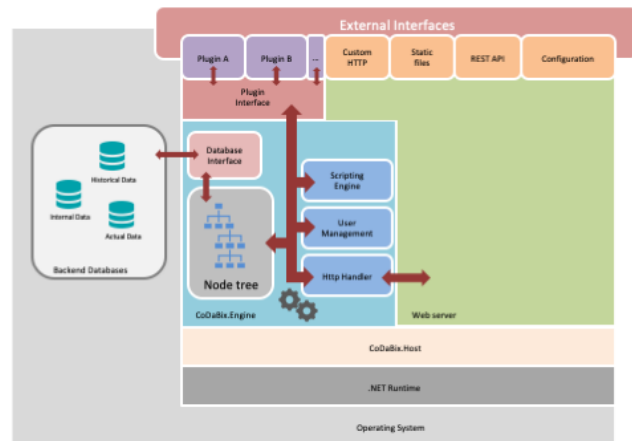 External Interfaces
Plugin A
Plugin B
...
Custom
HTTP
Static
files
REST API
Configuration
Plugin
Interface
Database
Interface
Historical Data
Internal Data
Actual Data
Backend Databases
Scripting
Engine
User
Management
Node tree
Http Handler
CoDaBix.Engine
Web server
CoDaBix.Host
.NET Runtime
Operating System